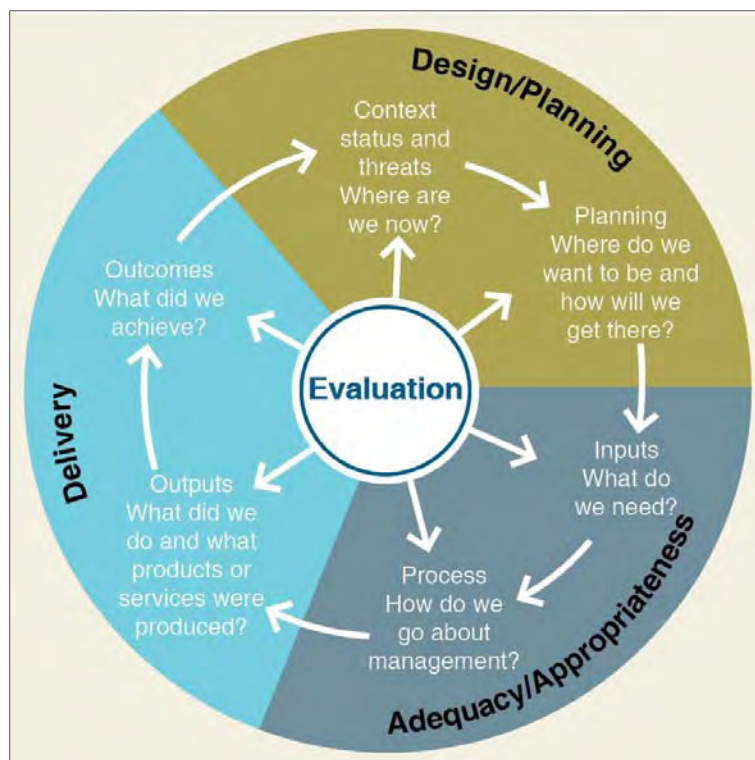 Design/Planning
Context
status and
threats
Where are
we now?
Planning
Where do we
want to be and
how will we
get there?
Adequacy/Appropriateness
Inputs
What do
we need?
Process
How do we
go about
management?
Delivery
Outputs
What did we
do and what
products or
services were
produced?
Outcomes
What did we
achieve?
Evaluation